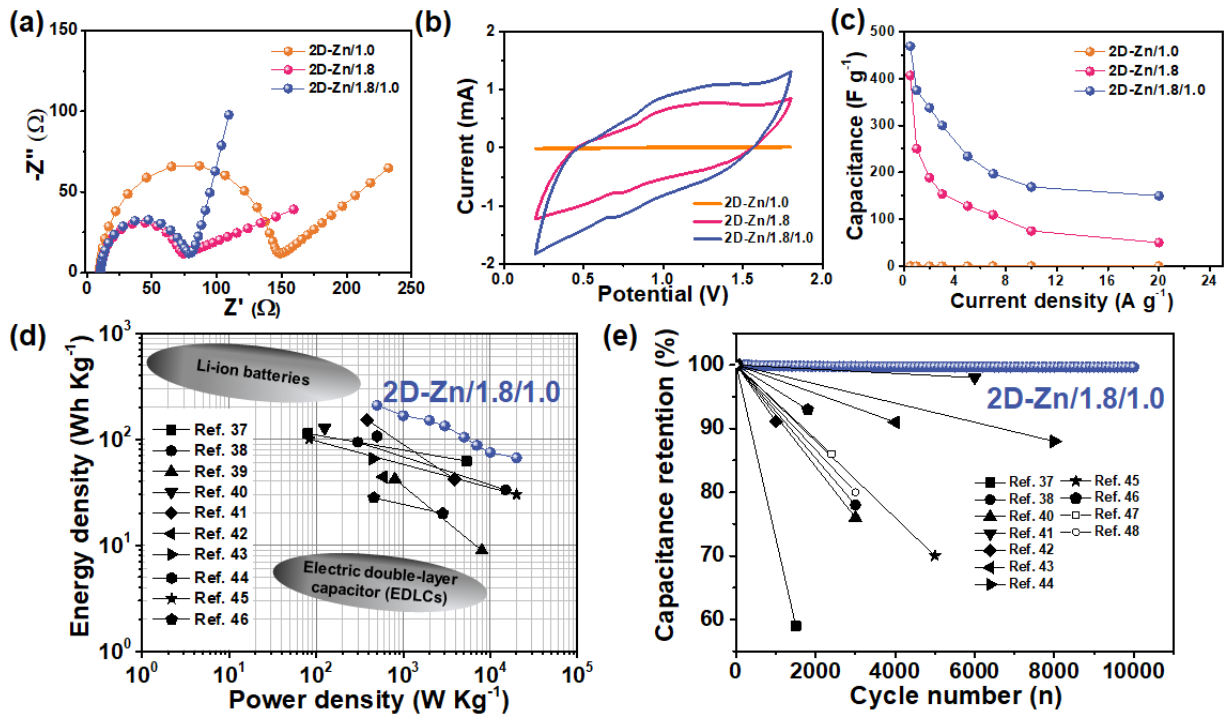 (a)
150
100
50
0
-Z'' (Ω)
0 50 100 150 200 250
Z' (Ω)
2D-Zn/1.0
2D-Zn/1.8
2D-Zn/1.8/1.0
(b)
2
1
0
-1
-2
Current (mA)
0.0 0.5 1.0 1.5 2.0
Potential (V)
2D-Zn/1.0
2D-Zn/1.8
2D-Zn/1.8/1.0
(c)
500
400
300
200
100
0
Capacitance (F g⁻¹)
0 4 8 12 16 20 24
Current density (A g⁻¹)
2D-Zn/1.0
2D-Zn/1.8
2D-Zn/1.8/1.0
(d)
10³
10²
10¹
10⁰
Energy density (Wh Kg⁻¹)
10⁰ 10¹ 10² 10³ 10⁴ 10⁵
Power density (W Kg⁻¹)
Li-ion batteries
2D-Zn/1.8/1.0
Ref. 37
Ref. 38
Ref. 39
Ref. 40
Ref. 41
Ref. 42
Ref. 43
Ref. 44
Ref. 45
Ref. 46
Electric double-layer
capacitor (EDLCs)
(e)
100
90
80
70
60
Capacitance retention (%)
0 2000 4000 6000 8000 10000
Cycle number (n)
2D-Zn/1.8/1.0
Ref. 37
Ref. 38
Ref. 40
Ref. 41
Ref. 42
Ref. 43
Ref. 44
Ref. 45
Ref. 46
Ref. 47
Ref. 48